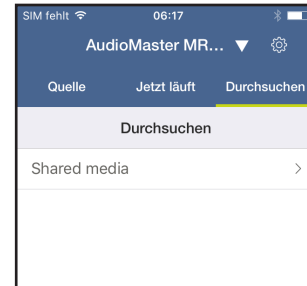 SIM fehlt 06:17
AudioMaster MR... ▼
Quelle Jetzt läuft Durchsuchen
Durchsuchen
Shared media